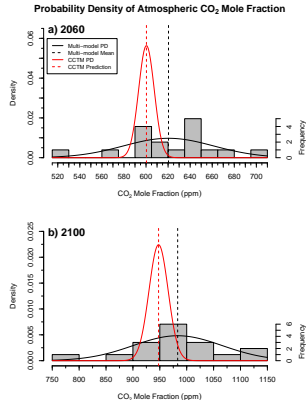 Probability Density of Atmospheric CO₂ Mole Fraction
a) 2060
Multi-model PD
Multi-model Mean
CCTM PD
CCTM Prediction
Density
0.00 0.02 0.04 0.06
Frequency
0 2 4
520 540 560 580 600 620 640 660 680 700
CO₂ Mole Fraction (ppm)
b) 2100
Density
0.000 0.005 0.010 0.015 0.020 0.025
Frequency
0 2 4 6
750 800 850 900 950 1000 1050 1100 1150
CO₂ Mole Fraction (ppm)